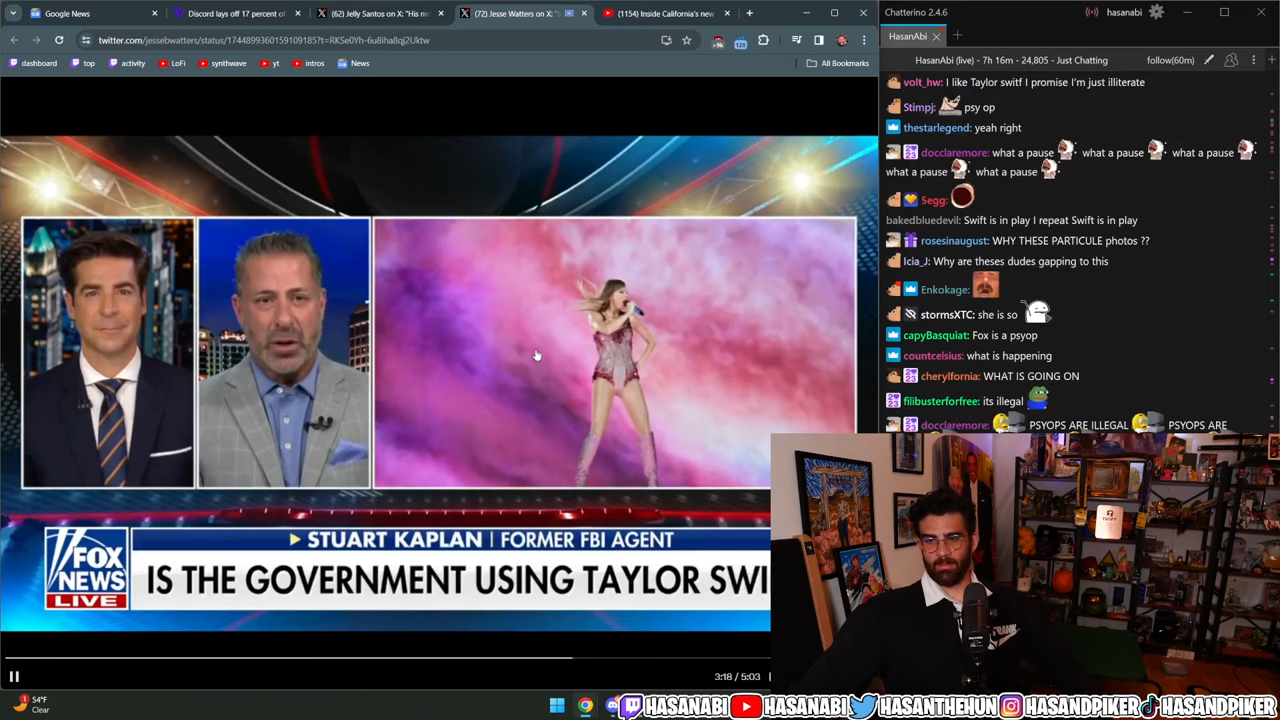 Google News
Discord lays off 17 percent of
(62) Jelly Santos on X: "His m
(72) Jesse Watters on X: "
(1154) Inside California's new
twitter.com/jessebwatters/status/1744899360159109185?t=RKSe0Yh-6u8iha8qj2Uktw
>9k
120
dashboard
top
activity
LoFi
synthwave
yt
intros
News
All Bookmarks
FOX
NEWS
LIVE
STUART KAPLAN | FORMER FBI AGENT
IS THE GOVERNMENT USING TAYLOR SWI
3:18 / 5:03
1
54°F
Clear
Chatterino 2.4.6
hasanabi
HasanAbi
HasanAbi (live) - 7h 16m - 24,805 - Just Chatting
follow(60m)
volt_hw: I like Taylor switf I promise I'm just illiterate
Stimpj: psy op
thestarlegend: yeah right
docclaremore: what a pause what a pause what a pause
what a pause what a pause
5egg:
bakedbluedevil: Swift is in play I repeat Swift is in play
rosesinaugust: WHY THESE PARTICULE photos ??
Icia_J: Why are theses dudes gapping to this
Enkokage:
stormsXTC: she is so
capyBasquiat: Fox is a psyop
countcelsius: what is happening
cherylfornia: WHAT IS GOING ON
filibusterforfree: its illegal
docclaremore: PSYOPS ARE ILLEGAL PSYOPS ARE
HASANABI HASANABI HASANTHEHUN HASANDPIKER HASANDPIKER